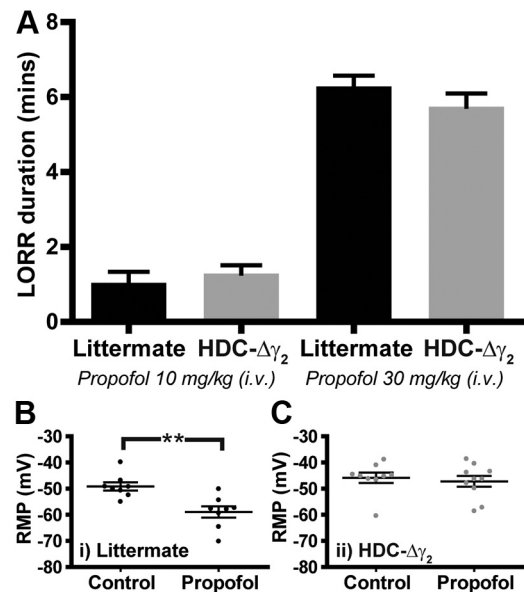 A
LORR duration (mins)
8
6
4
2
0
Littermate HDC-Δγ₂ Littermate HDC-Δγ₂
Propofol 10 mg/kg (i.v.) Propofol 30 mg/kg (i.v.)
B
RMP (mV)
-30
-40
-50
-60
-70
-80
**
i) Littermate
Control Propofol
C
RMP (mV)
-30
-40
-50
-60
-70
-80
ii) HDC-Δγ₂
Control Propofol